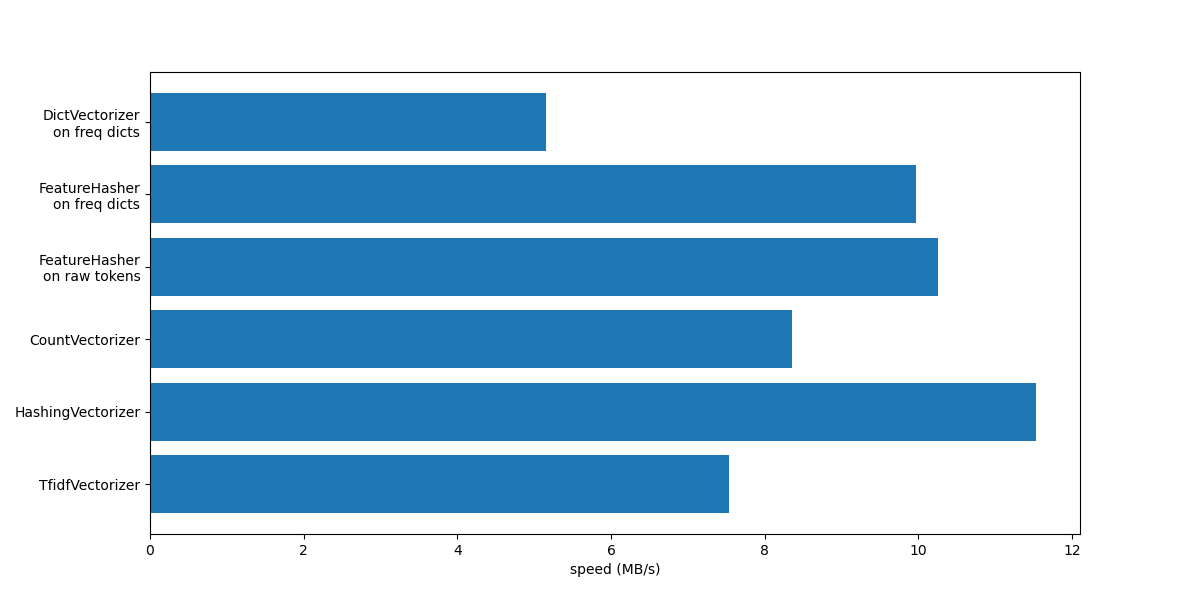 DictVectorizer
on freq dicts
FeatureHasher
on freq dicts
FeatureHasher
on raw tokens
CountVectorizer
HashingVectorizer
TfidfVectorizer
0 2 4 6 8 10 12
speed (MB/s)